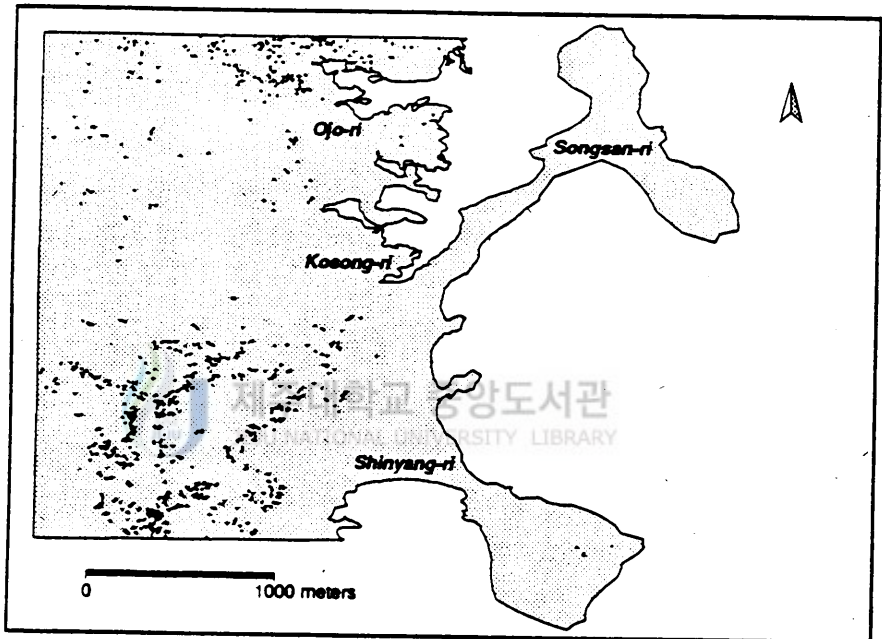 Ojo-ri
Songsan-ri
Kosong-ri
제주대학교 중앙도서관
NATIONAL UNIVERSITY LIBRARY
Shinyang-ri
0 1000 meters